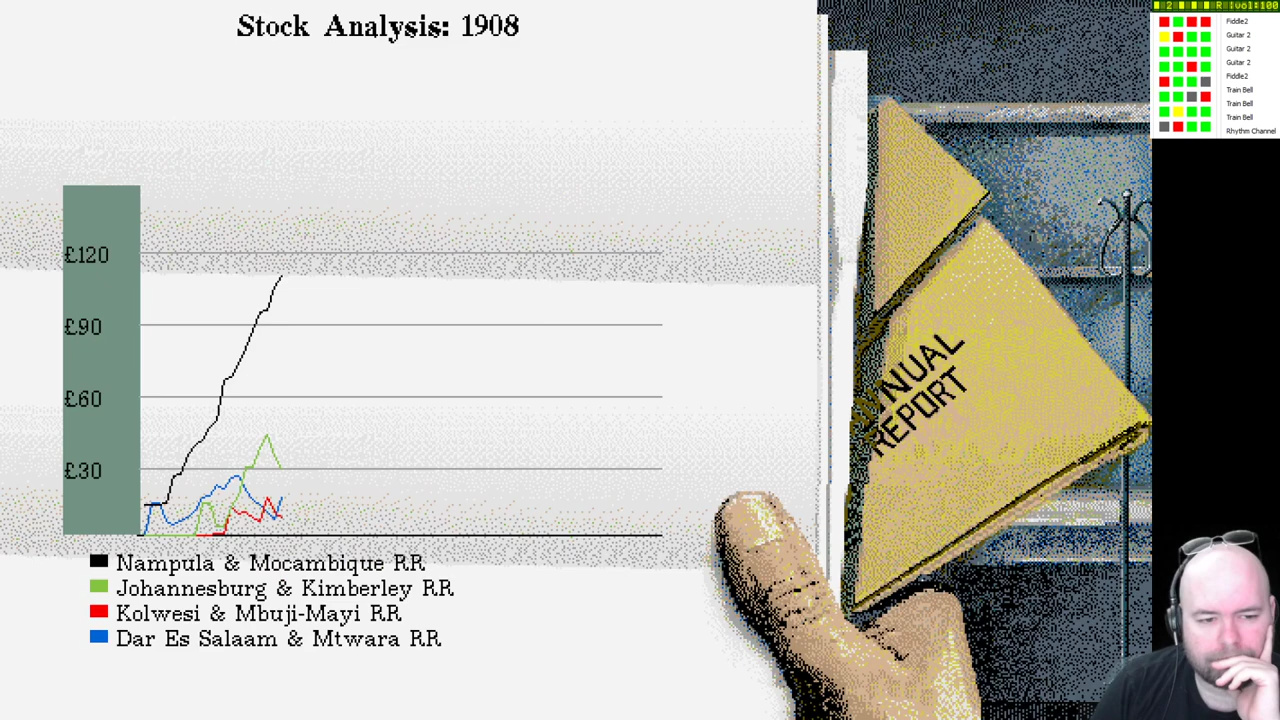 Stock Analysis: 1908
£120
£90
£60
£30
Nampula & Mocambique RR
Johannesburg & Kimberley RR
Kolwesi & Mbuji-Mayi RR
Dar Es Salaam & Mtwara RR
REPORT
Fiddle2
Guitar 2
Guitar 2
Guitar 2
Fiddle2
Train Bell
Train Bell
Train Bell
Rhythm Channel